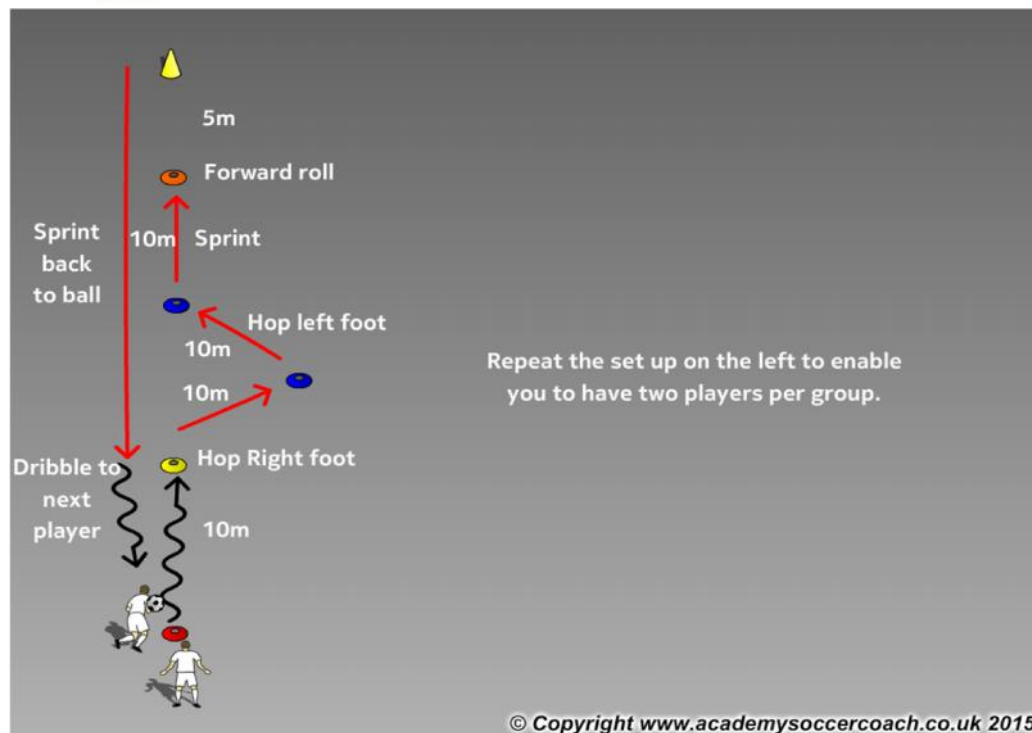 5m
Forward roll
Sprint
back
to ball
10m
Sprint
Hop left foot
10m
10m
Repeat the set up on the left to enable
you to have two players per group.
Hop Right foot
Dribble to
next
player
10m
© Copyright www.academysoccercoach.co.uk 2015